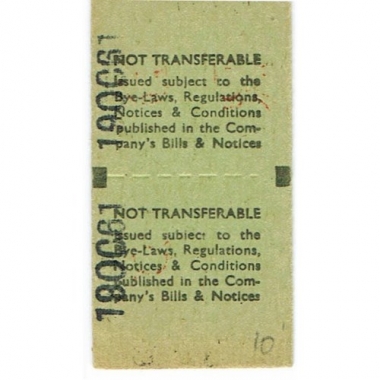 NOT TRANSFERABLE
Issued subject to the
Bye-Laws, Regulations,
Notices & Conditions
published in the Com-
pany's Bills & Notices
NOT TRANSFERABLE
Issued subject to the
Bye-Laws, Regulations,
Notices & Conditions
published in the Com-
pany's Bills & Notices
10